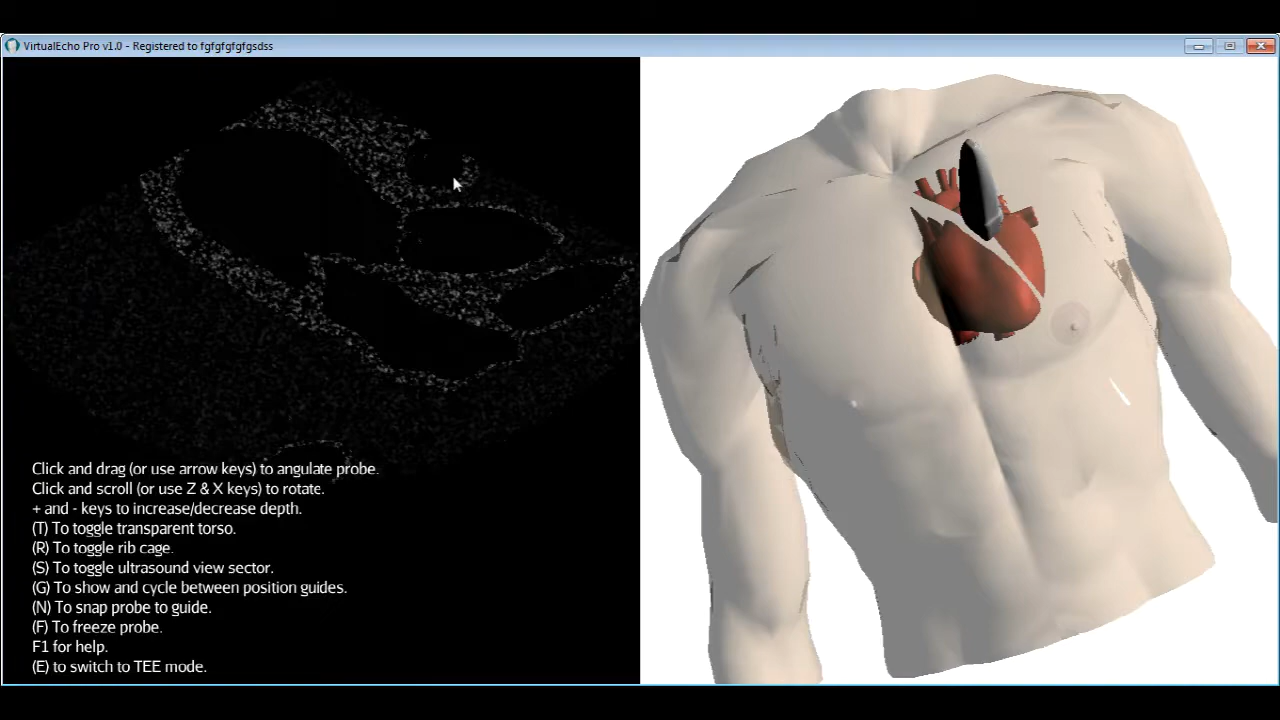 VirtualEcho Pro v1.0 - Registered to fgfgfgfgfgsdss
Click and drag (or use arrow keys) to angulate probe.
Click and scroll (or use Z & X keys) to rotate.
+ and - keys to increase/decrease depth.
(T) To toggle transparent torso.
(R) To toggle rib cage.
(S) To toggle ultrasound view sector.
(G) To show and cycle between position guides.
(N) To snap probe to guide.
(F) To freeze probe.
F1 for help.
(E) to switch to TEE mode.